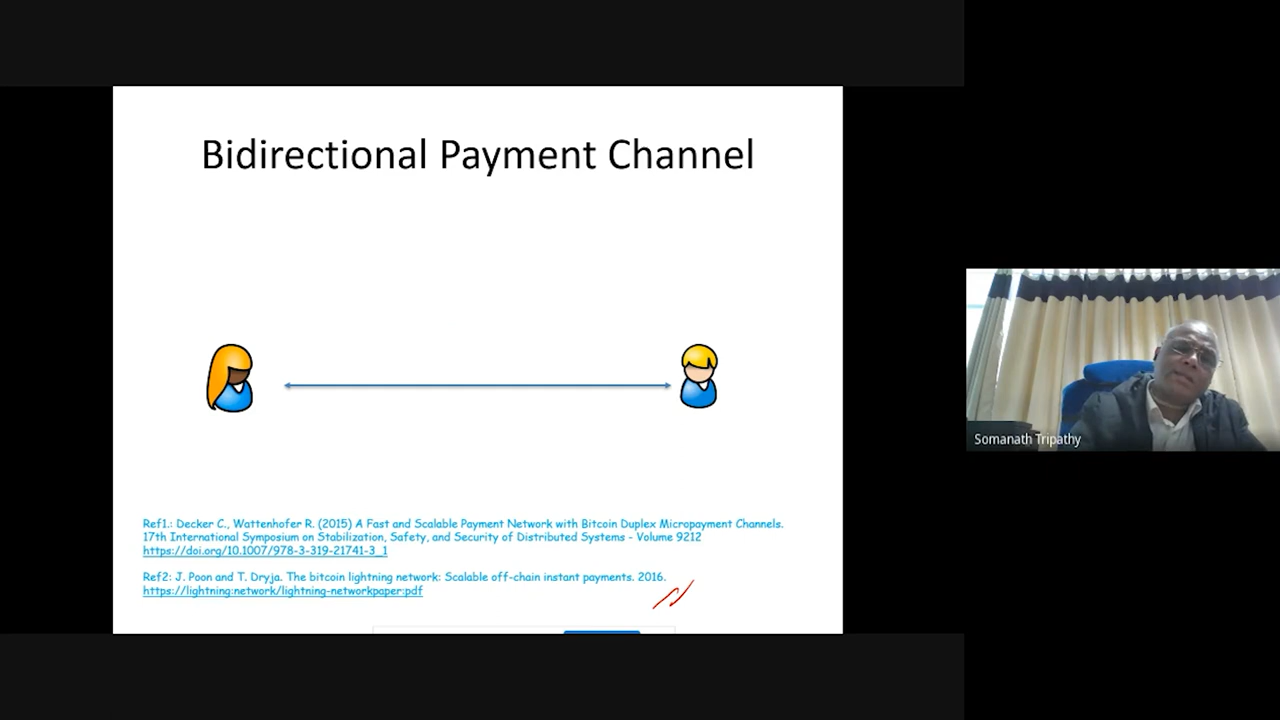 Bidirectional Payment Channel
Ref1.: Decker C., Wattenhofer R. (2015) A Fast and Scalable Payment Network with Bitcoin Duplex Micropayment Channels.
17th International Symposium on Stabilization, Safety, and Security of Distributed Systems - Volume 9212
https://doi.org/10.1007/978-3-319-21741-3_1
Ref2: J. Poon and T. Dryja. The bitcoin lightning network: Scalable off-chain instant payments. 2016.
https://lightning:network/lightning-networkpaper:pdf
Somanath Tripathy